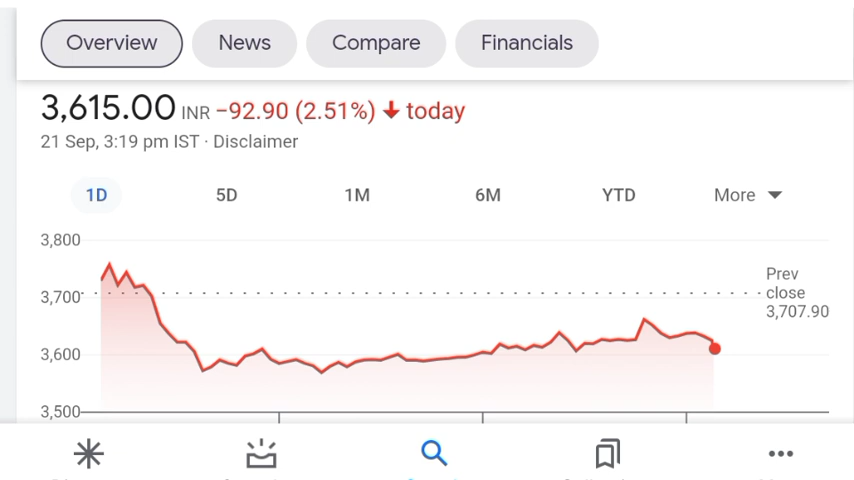 Overview News Compare Financials
3,615.00 INR −92.90 (2.51%) today
21 Sep, 3:19 pm IST · Disclaimer
1D 5D 1M 6M YTD More
3,800
Prev
close
3,707.90
3,700
3,600
3,500